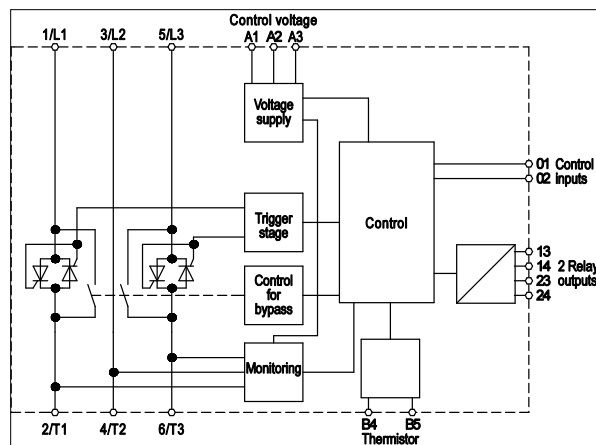 Control voltage
1/L1 3/L2 5/L3 A1 A2 A3
Voltage
supply
01 Control
02 inputs
Trigger
stage
Control
13
14 2 Relay
23 outputs
24
Control
for
bypass
Monitoring
2/T1 4/T2 6/T3 B4 B5
Thermistor